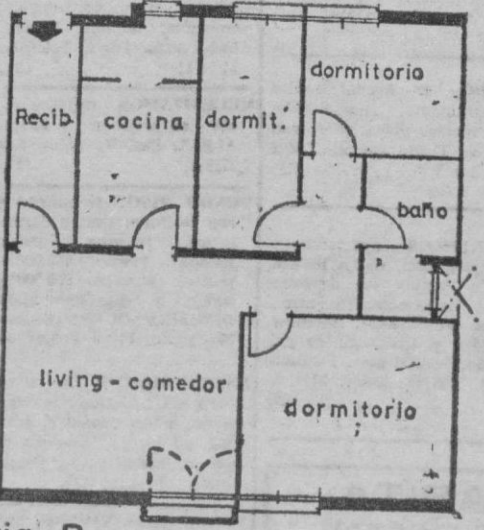 dormitorio
Recib.
cocina
dormit.
baño
living-comedor
dormitorio